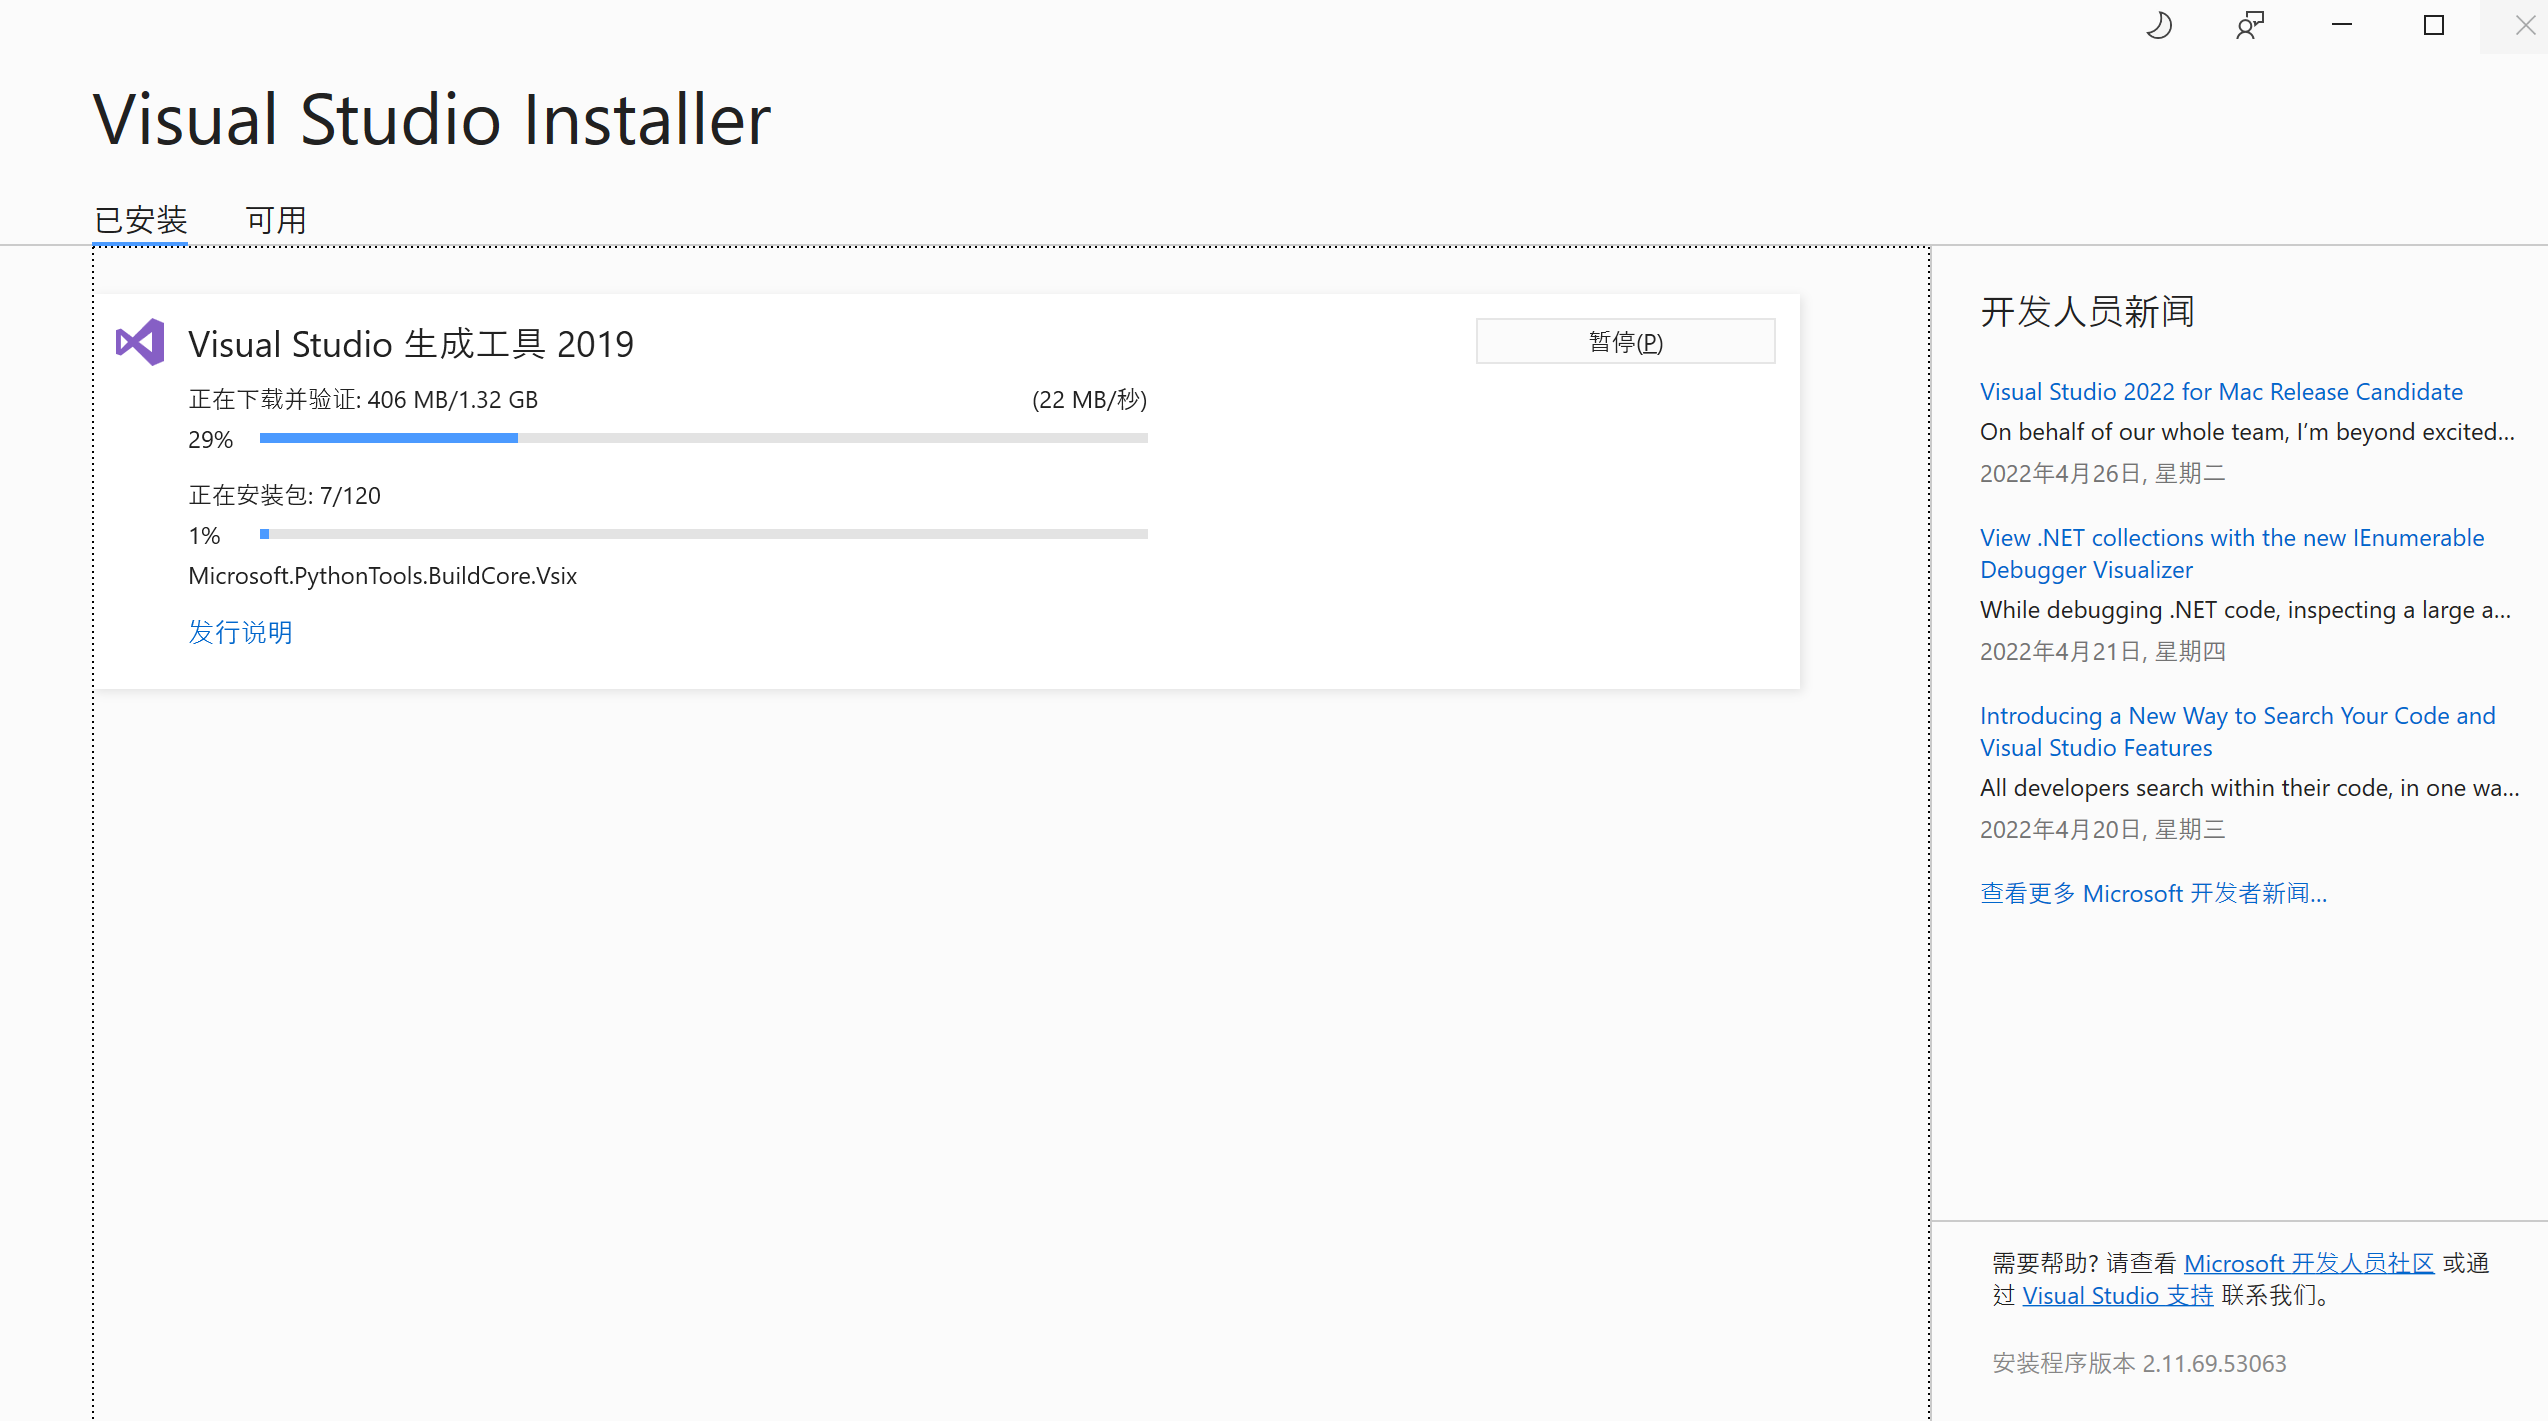 Visual Studio Installer
已安装 可用
Visual Studio 生成工具 2019
暂停(P)
正在下载并验证: 406 MB/1.32 GB (22 MB/秒)
29%
正在安装包: 7/120
1%
Microsoft.PythonTools.BuildCore.Vsix
发行说明
开发人员新闻
Visual Studio 2022 for Mac Release Candidate
On behalf of our whole team, I’m beyond excited...
2022年4月26日, 星期二
View .NET collections with the new IEnumerable
Debugger Visualizer
While debugging .NET code, inspecting a large a...
2022年4月21日, 星期四
Introducing a New Way to Search Your Code and
Visual Studio Features
All developers search within their code, in one wa...
2022年4月20日, 星期三
查看更多 Microsoft 开发者新闻...
需要帮助? 请查看 Microsoft 开发人员社区 或通
过 Visual Studio 支持 联系我们。
安装程序版本 2.11.69.53063